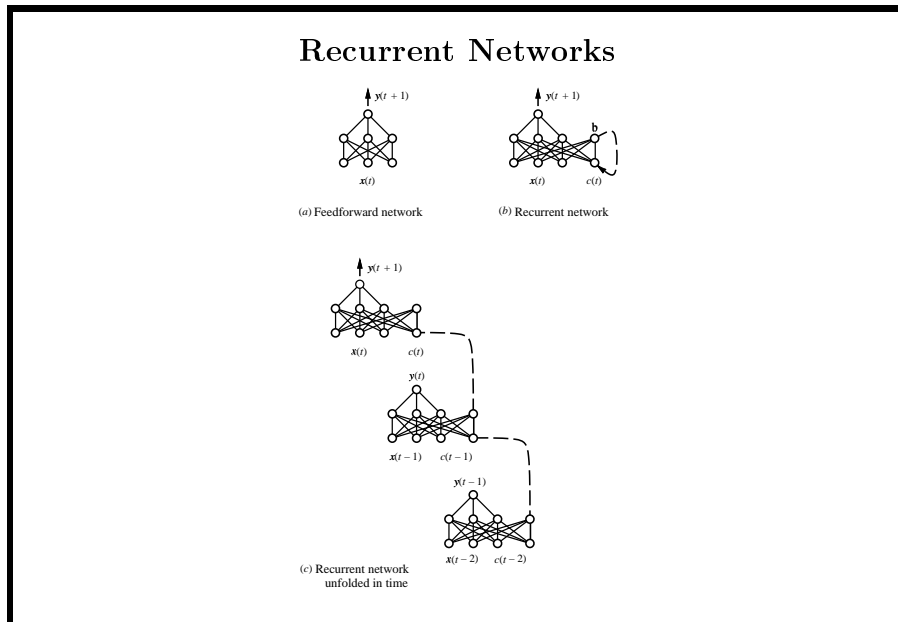 Recurrent Networks
y(t + 1)
x(t)
(a) Feedforward network
y(t + 1)
b
x(t)
c(t)
(b) Recurrent network
y(t + 1)
x(t)
c(t)
y(t)
x(t – 1)
c(t – 1)
y(t – 1)
x(t – 2)
c(t – 2)
(c) Recurrent network
unfolded in time